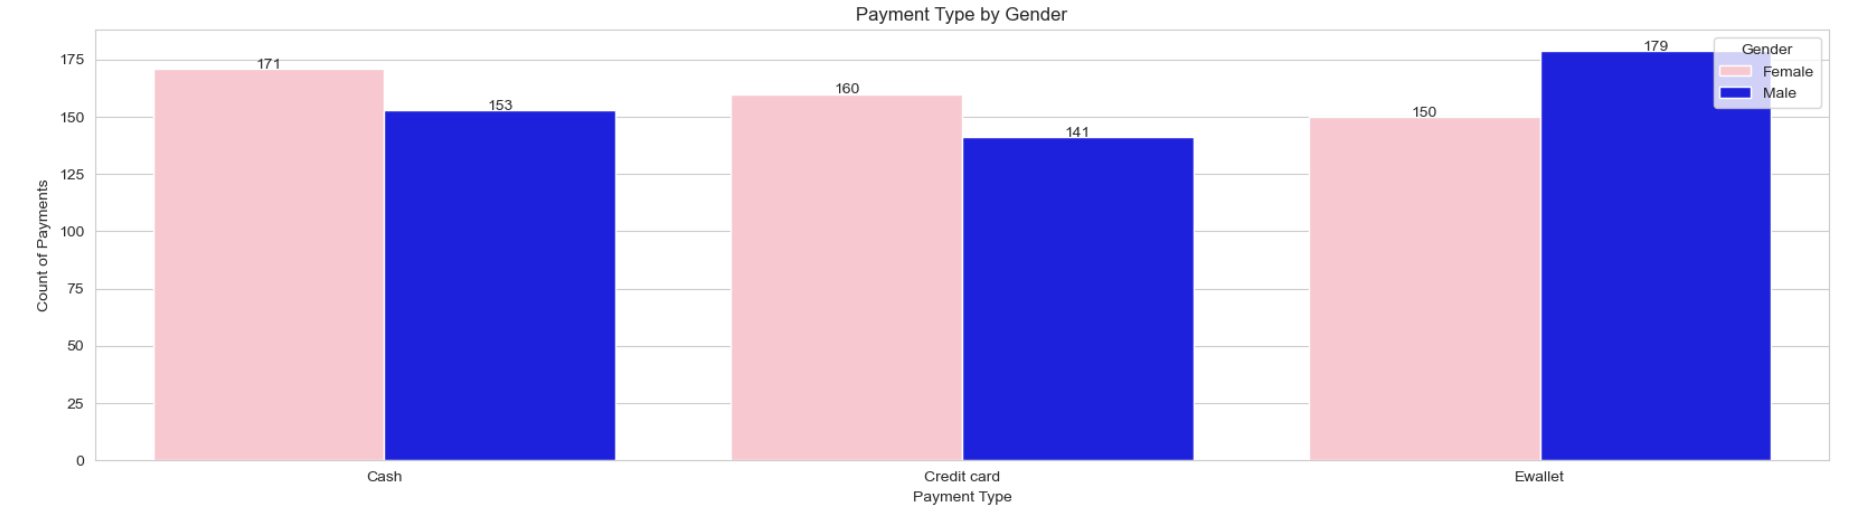 Payment Type by Gender
Count of Payments
175
150
125
100
75
50
25
0
171
153
160
141
150
179
Gender
Female
Male
Cash
Credit card
Ewallet
Payment Type